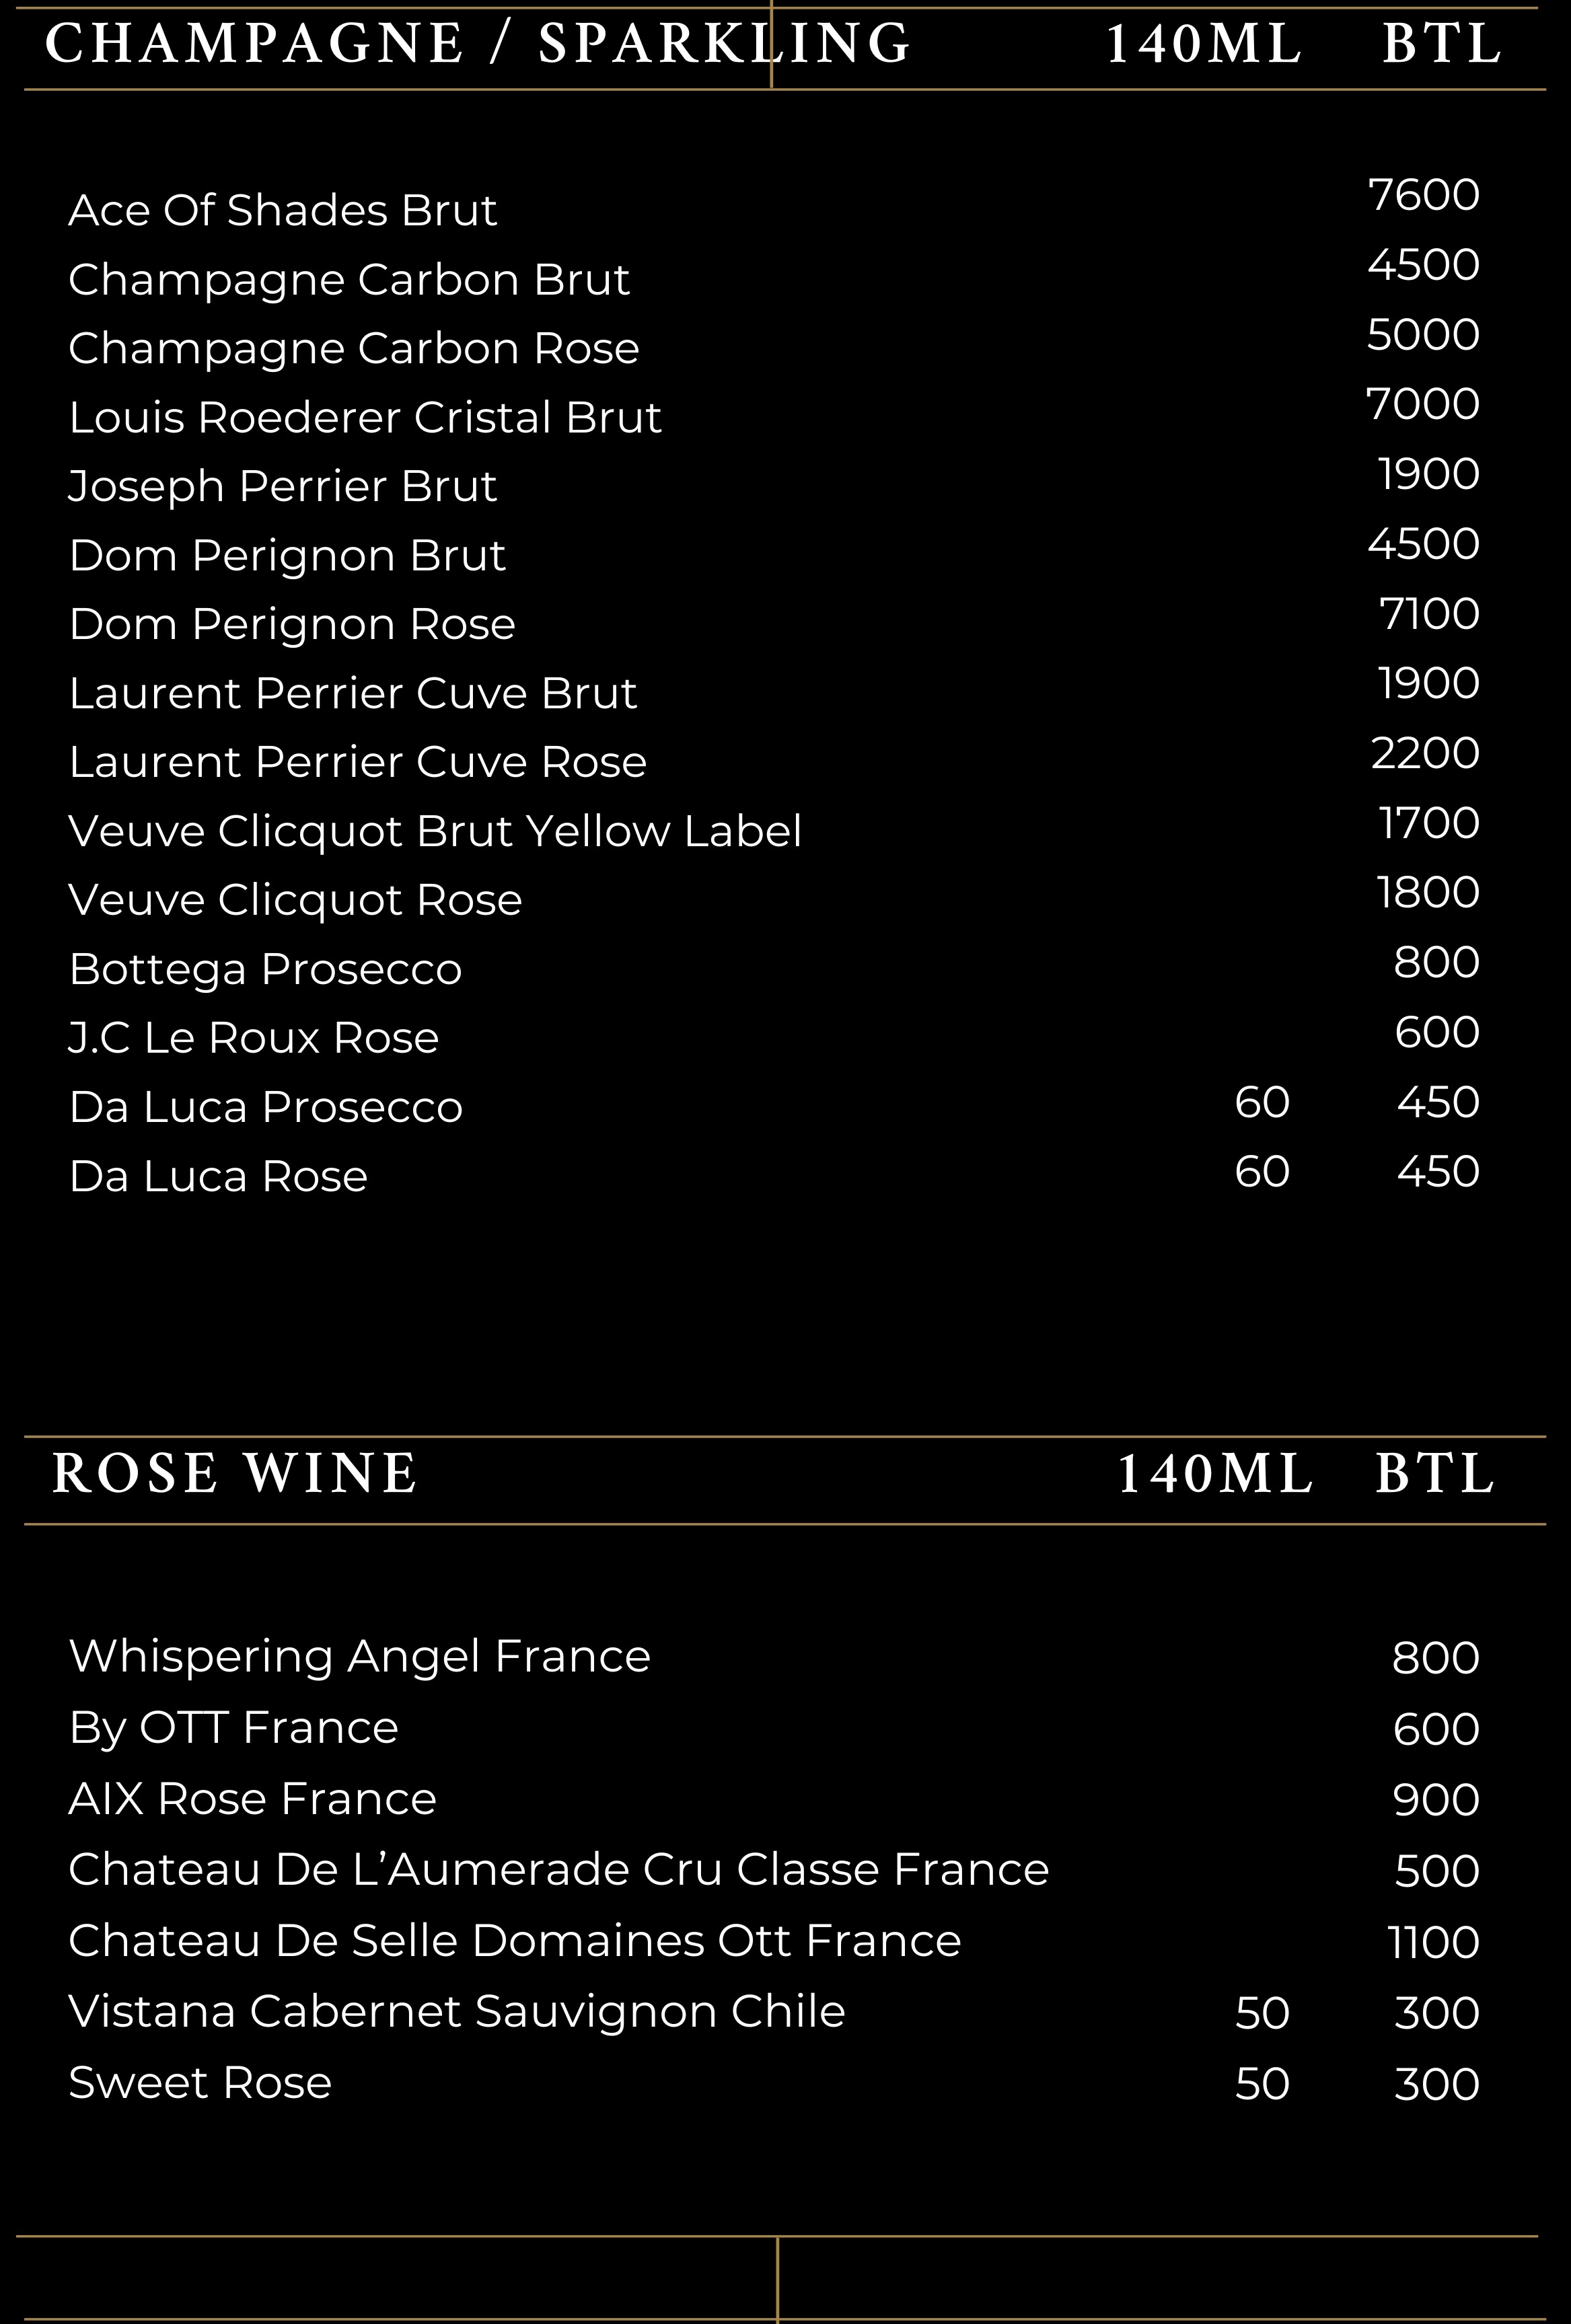 CHAMPAGNE / SPARKLING 140ML BTL
Ace Of Shades Brut 7600
Champagne Carbon Brut 4500
Champagne Carbon Rose 5000
Louis Roederer Cristal Brut 7000
Joseph Perrier Brut 1900
Dom Perignon Brut 4500
Dom Perignon Rose 7100
Laurent Perrier Cuve Brut 1900
Laurent Perrier Cuve Rose 2200
Veuve Clicquot Brut Yellow Label 1700
Veuve Clicquot Rose 1800
Bottega Prosecco 800
J.C Le Roux Rose 600
Da Luca Prosecco 60 450
Da Luca Rose 60 450
ROSE WINE 140ML BTL
Whispering Angel France 800
By OTT France 600
AIX Rose France 900
Chateau De L’Aumerade Cru Classe France 500
Chateau De Selle Domaines Ott France 1100
Vistana Cabernet Sauvignon Chile 50 300
Sweet Rose 50 300